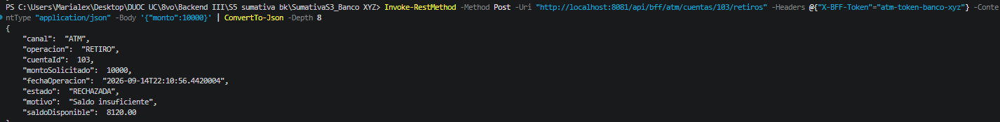 PS C:\Users\Marialex\Desktop\DUOC UC\8vo\Backend III\S5 sumativa bk\SumativaS3_Banco XYZ> Invoke-RestMethod -Method Post -Uri "http://localhost:8081/api/bff/atm/cuentas/103/retiros" -Headers @{"X-BFF-Token"="atm-token-banco-xyz"} -Conte
ntType "application/json" -Body '{"monto":10000}' | ConvertTo-Json -Depth 8
{
    "canal":  "ATM",
    "operacion":  "RETIRO",
    "cuentaId":  103,
    "montoSolicitado":  10000,
    "fechaOperacion":  "2026-09-14T22:10:56.4420004",
    "estado":  "RECHAZADA",
    "motivo":  "Saldo insuficiente",
    "saldoDisponible":  8120.00
}